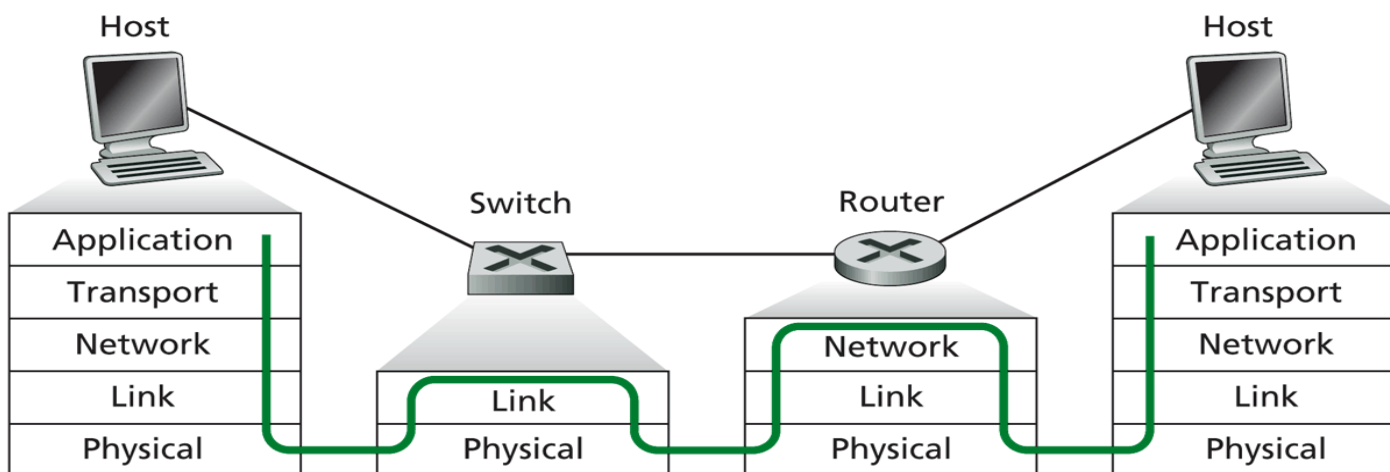 Host
Host
Switch
Router
Application
Transport
Network
Link
Physical
Link
Physical
Network
Link
Physical
Application
Transport
Network
Link
Physical